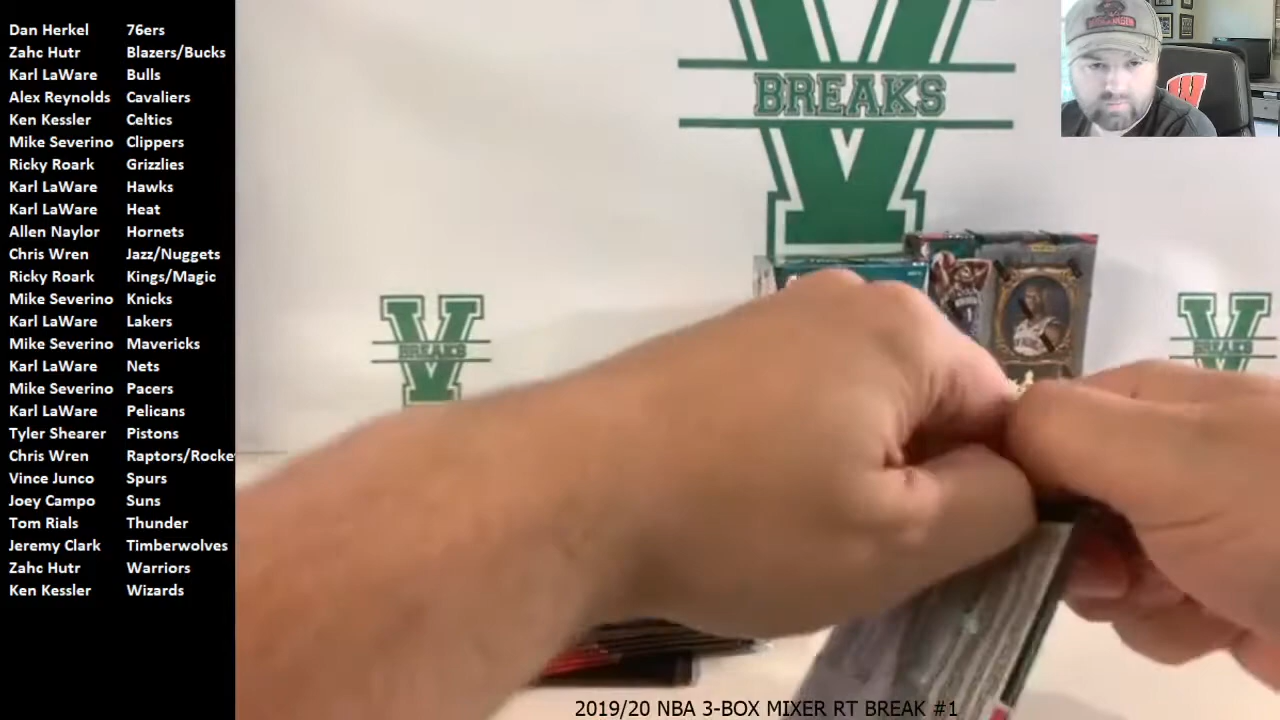 Dan Herkel 76ers
Zahc Hutr Blazers/Bucks
Karl LaWare Bulls
Alex Reynolds Cavaliers
Ken Kessler Celtics
Mike Severino Clippers
Ricky Roark Grizzlies
Karl LaWare Hawks
Karl LaWare Heat
Allen Naylor Hornets
Chris Wren Jazz/Nuggets
Ricky Roark Kings/Magic
Mike Severino Knicks
Karl LaWare Lakers
Mike Severino Mavericks
Karl LaWare Nets
Mike Severino Pacers
Karl LaWare Pelicans
Tyler Shearer Pistons
Chris Wren Raptors/Rocke
Vince Junco Spurs
Joey Campo Suns
Tom Rials Thunder
Jeremy Clark Timberwolves
Zahc Hutr Warriors
Ken Kessler Wizards
V BREAKS
V BREAKS
V BREAKS
W
2019/20 NBA 3-BOX MIXER RT BREAK #1